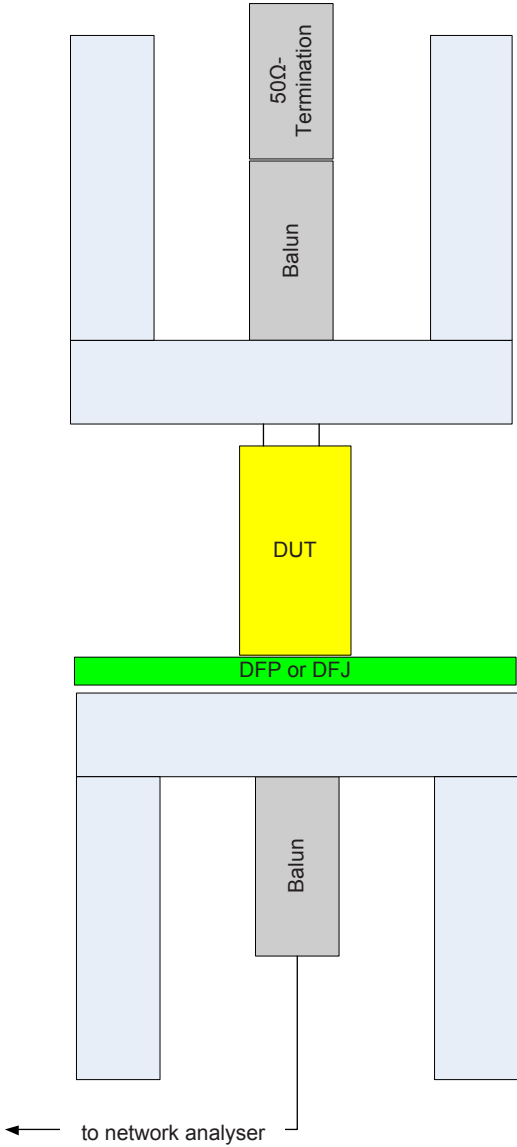 50Ω-
Termination
Balun
DUT
DFP or DFJ
Balun
to network analyser